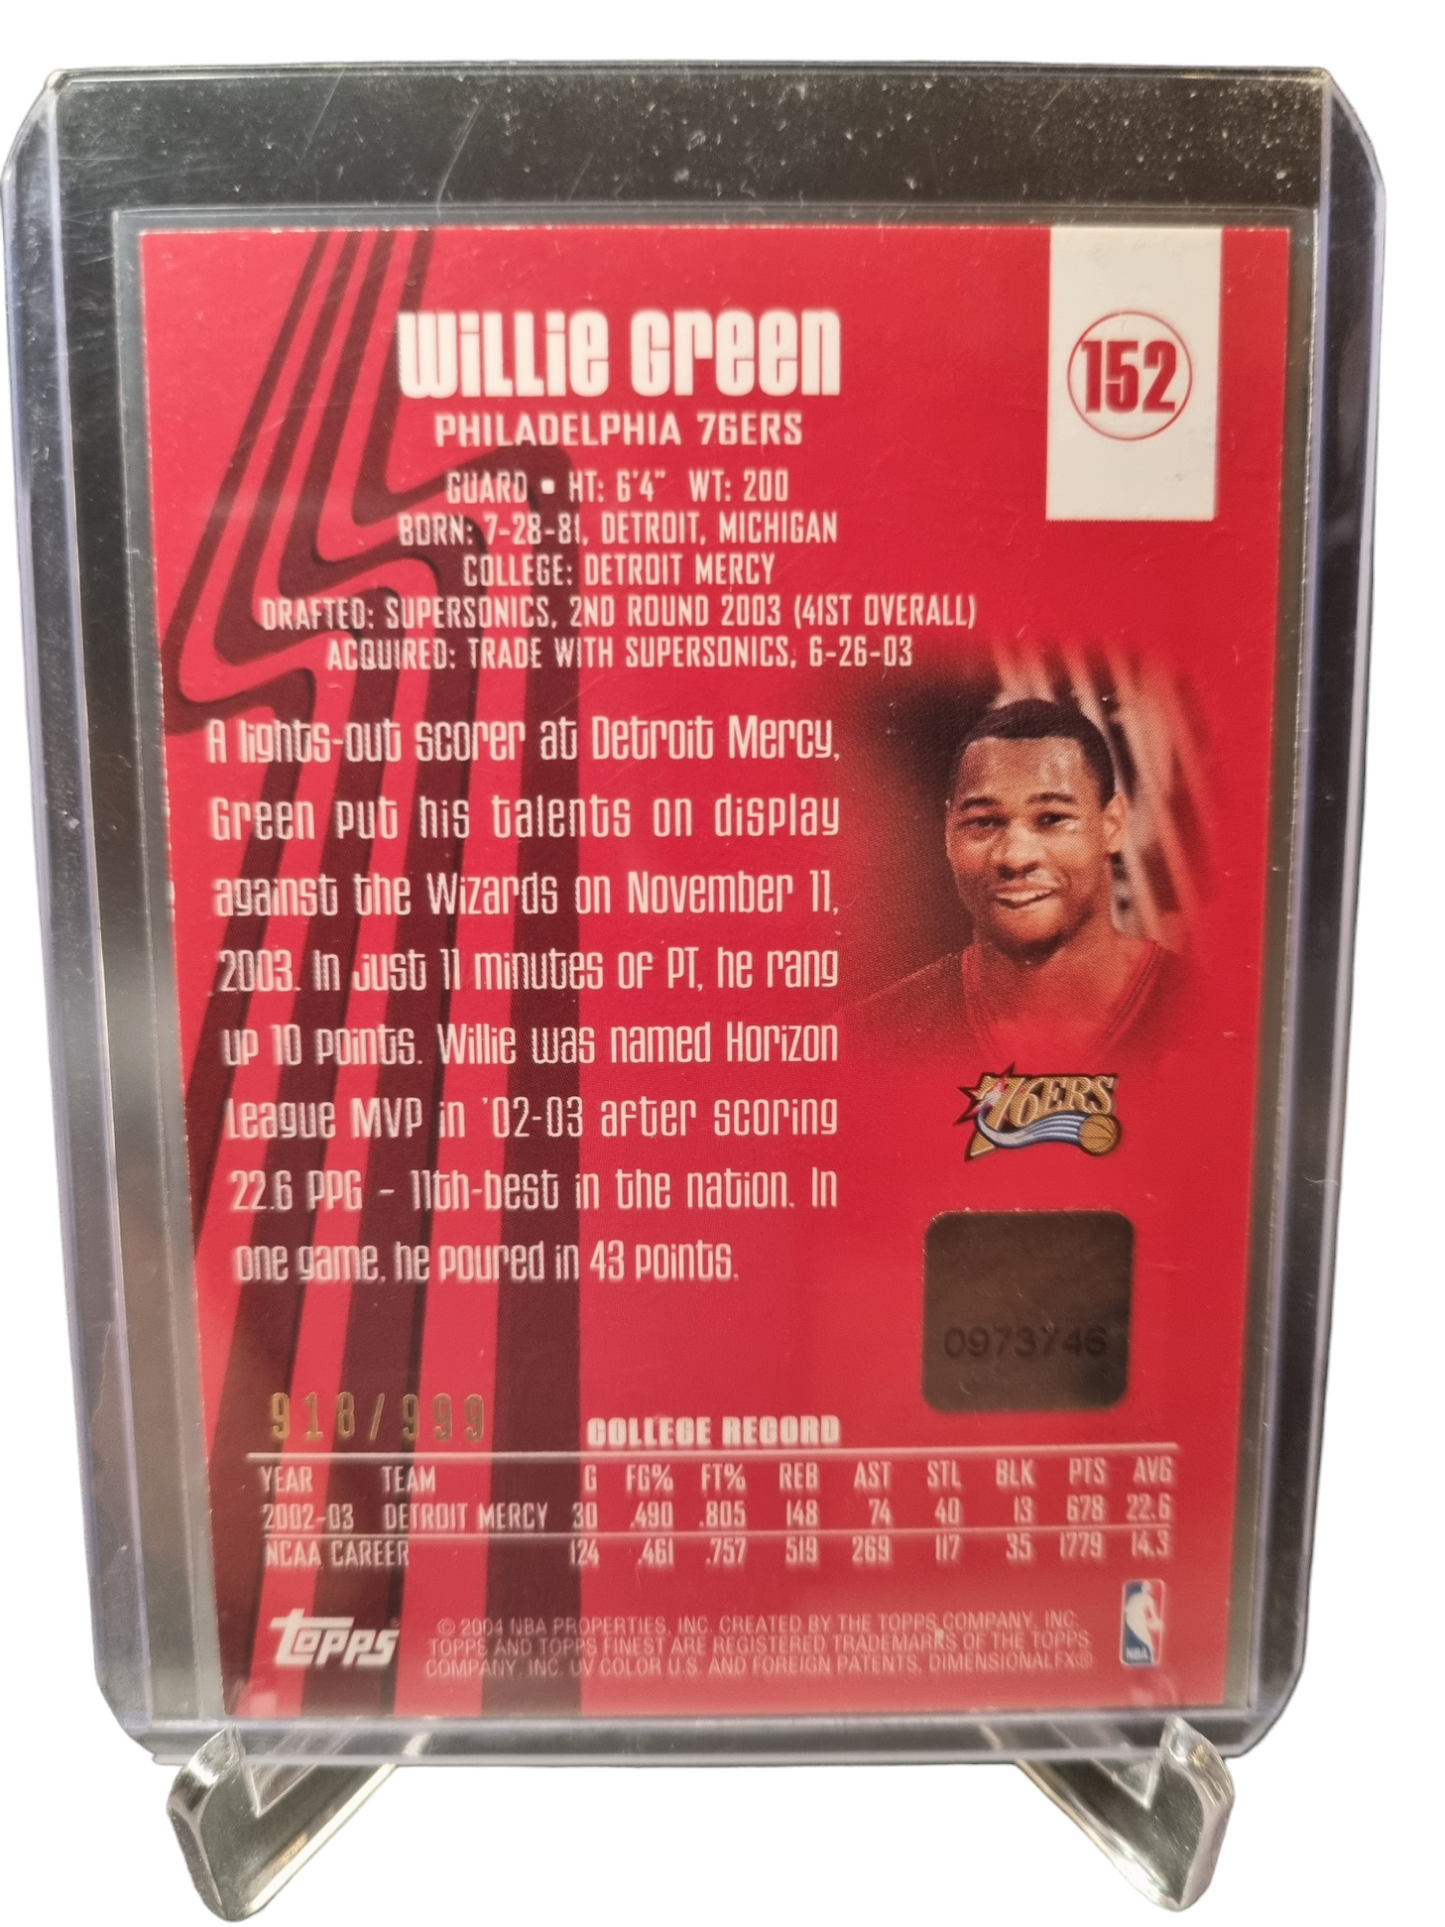 WiLLie Green
152
PHILADELPHIA 76ERS
GUARD ▪ HT: 6'4" WT: 200
BORN: 7-28-81, DETROIT, MICHIGAN
COLLEGE: DETROIT MERCY
DRAFTED: SUPERSONICS, 2ND ROUND 2003 (41ST OVERALL)
ACQUIRED: TRADE WITH SUPERSONICS, 6-26-03
A lights-out scorer at Detroit Mercy,
Green put his talents on display
against the Wizards on November 11,
2003. In just 11 minutes of PT, he rang
up 10 points. Willie was named Horizon
League MVP in '02-03 after scoring
22.6 PPG – 11th-best in the nation. In
one game, he poured in 43 points.
76ERS
0973746
918/999
COLLEGE RECORD
YEAR TEAM G FG% FT% REB AST STL BLK PTS AVG
2002-03 DETROIT MERCY 30 .490 .805 148 74 40 13 678 22.6
NCAA CAREER 124 .461 .757 519 269 117 35 1779 14.3
topps
© 2004 NBA PROPERTIES, INC. CREATED BY THE TOPPS COMPANY, INC.
TOPPS AND TOPPS FINEST ARE REGISTERED TRADEMARKS OF THE TOPPS
COMPANY, INC. UV COLOR U.S. AND FOREIGN PATENTS, DIMENSIONALFX®
NBA